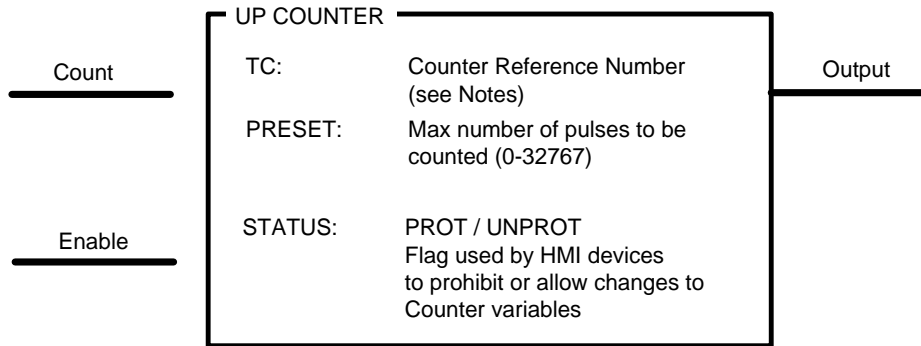 UP COUNTER
Count
TC: Counter Reference Number
(see Notes)
Output
PRESET: Max number of pulses to be
counted (0-32767)
Enable
STATUS: PROT / UNPROT
Flag used by HMI devices
to prohibit or allow changes to
Counter variables